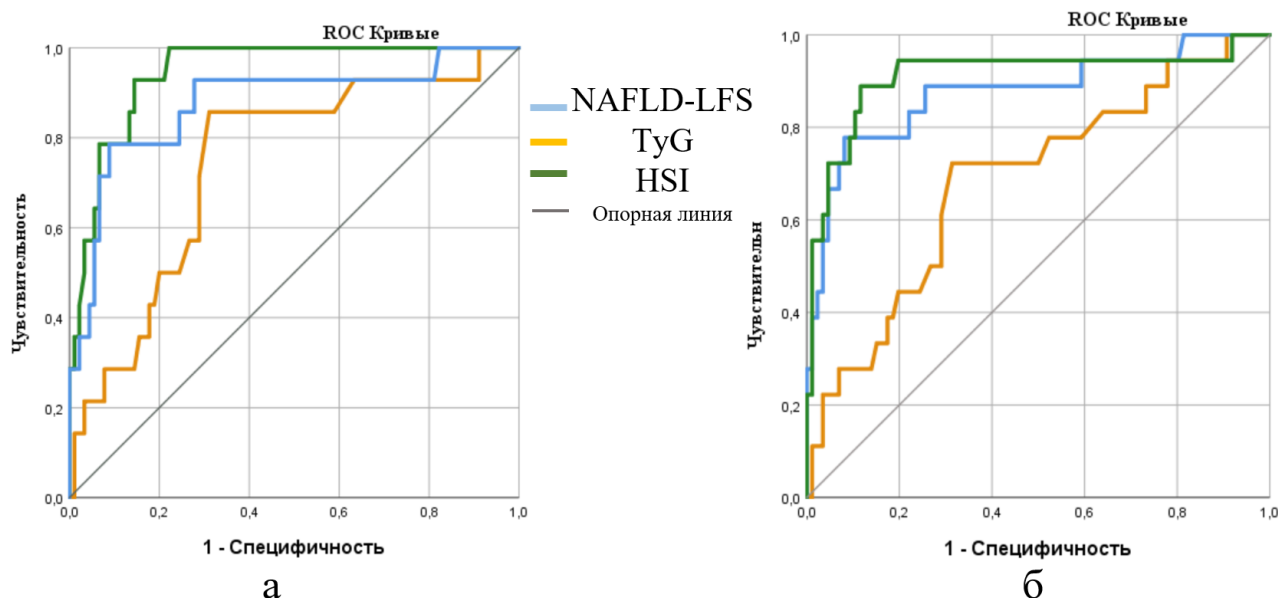 ROC Кривые
1,0
0,8
0,6
0,4
0,2
0,0
Чувствительность
0,0 0,2 0,4 0,6 0,8 1,0
1 - Специфичность
а
NAFLD-LFS
TyG
HSI
Опорная линия
ROC Кривые
1,0
0,8
0,6
0,4
0,2
0,0
Чувствительн
0,0 0,2 0,4 0,6 0,8 1,0
1 - Специфичность
б